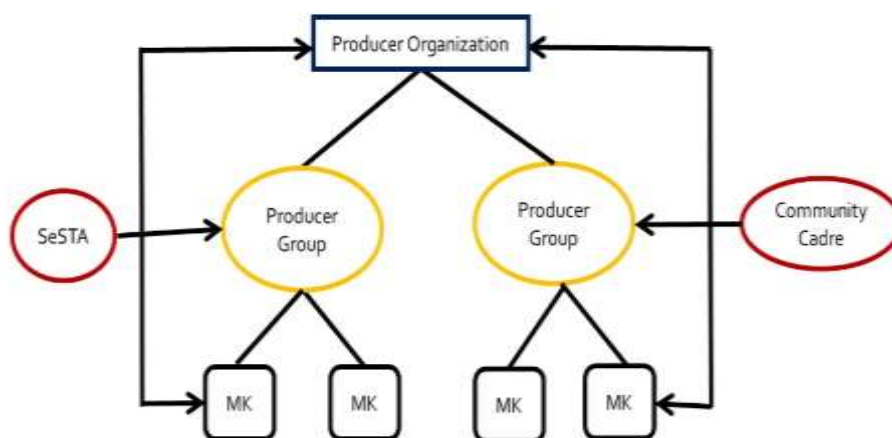 Producer Organization
SeSTA
Producer
Group
Producer
Group
Community
Cadre
MK
MK
MK
MK